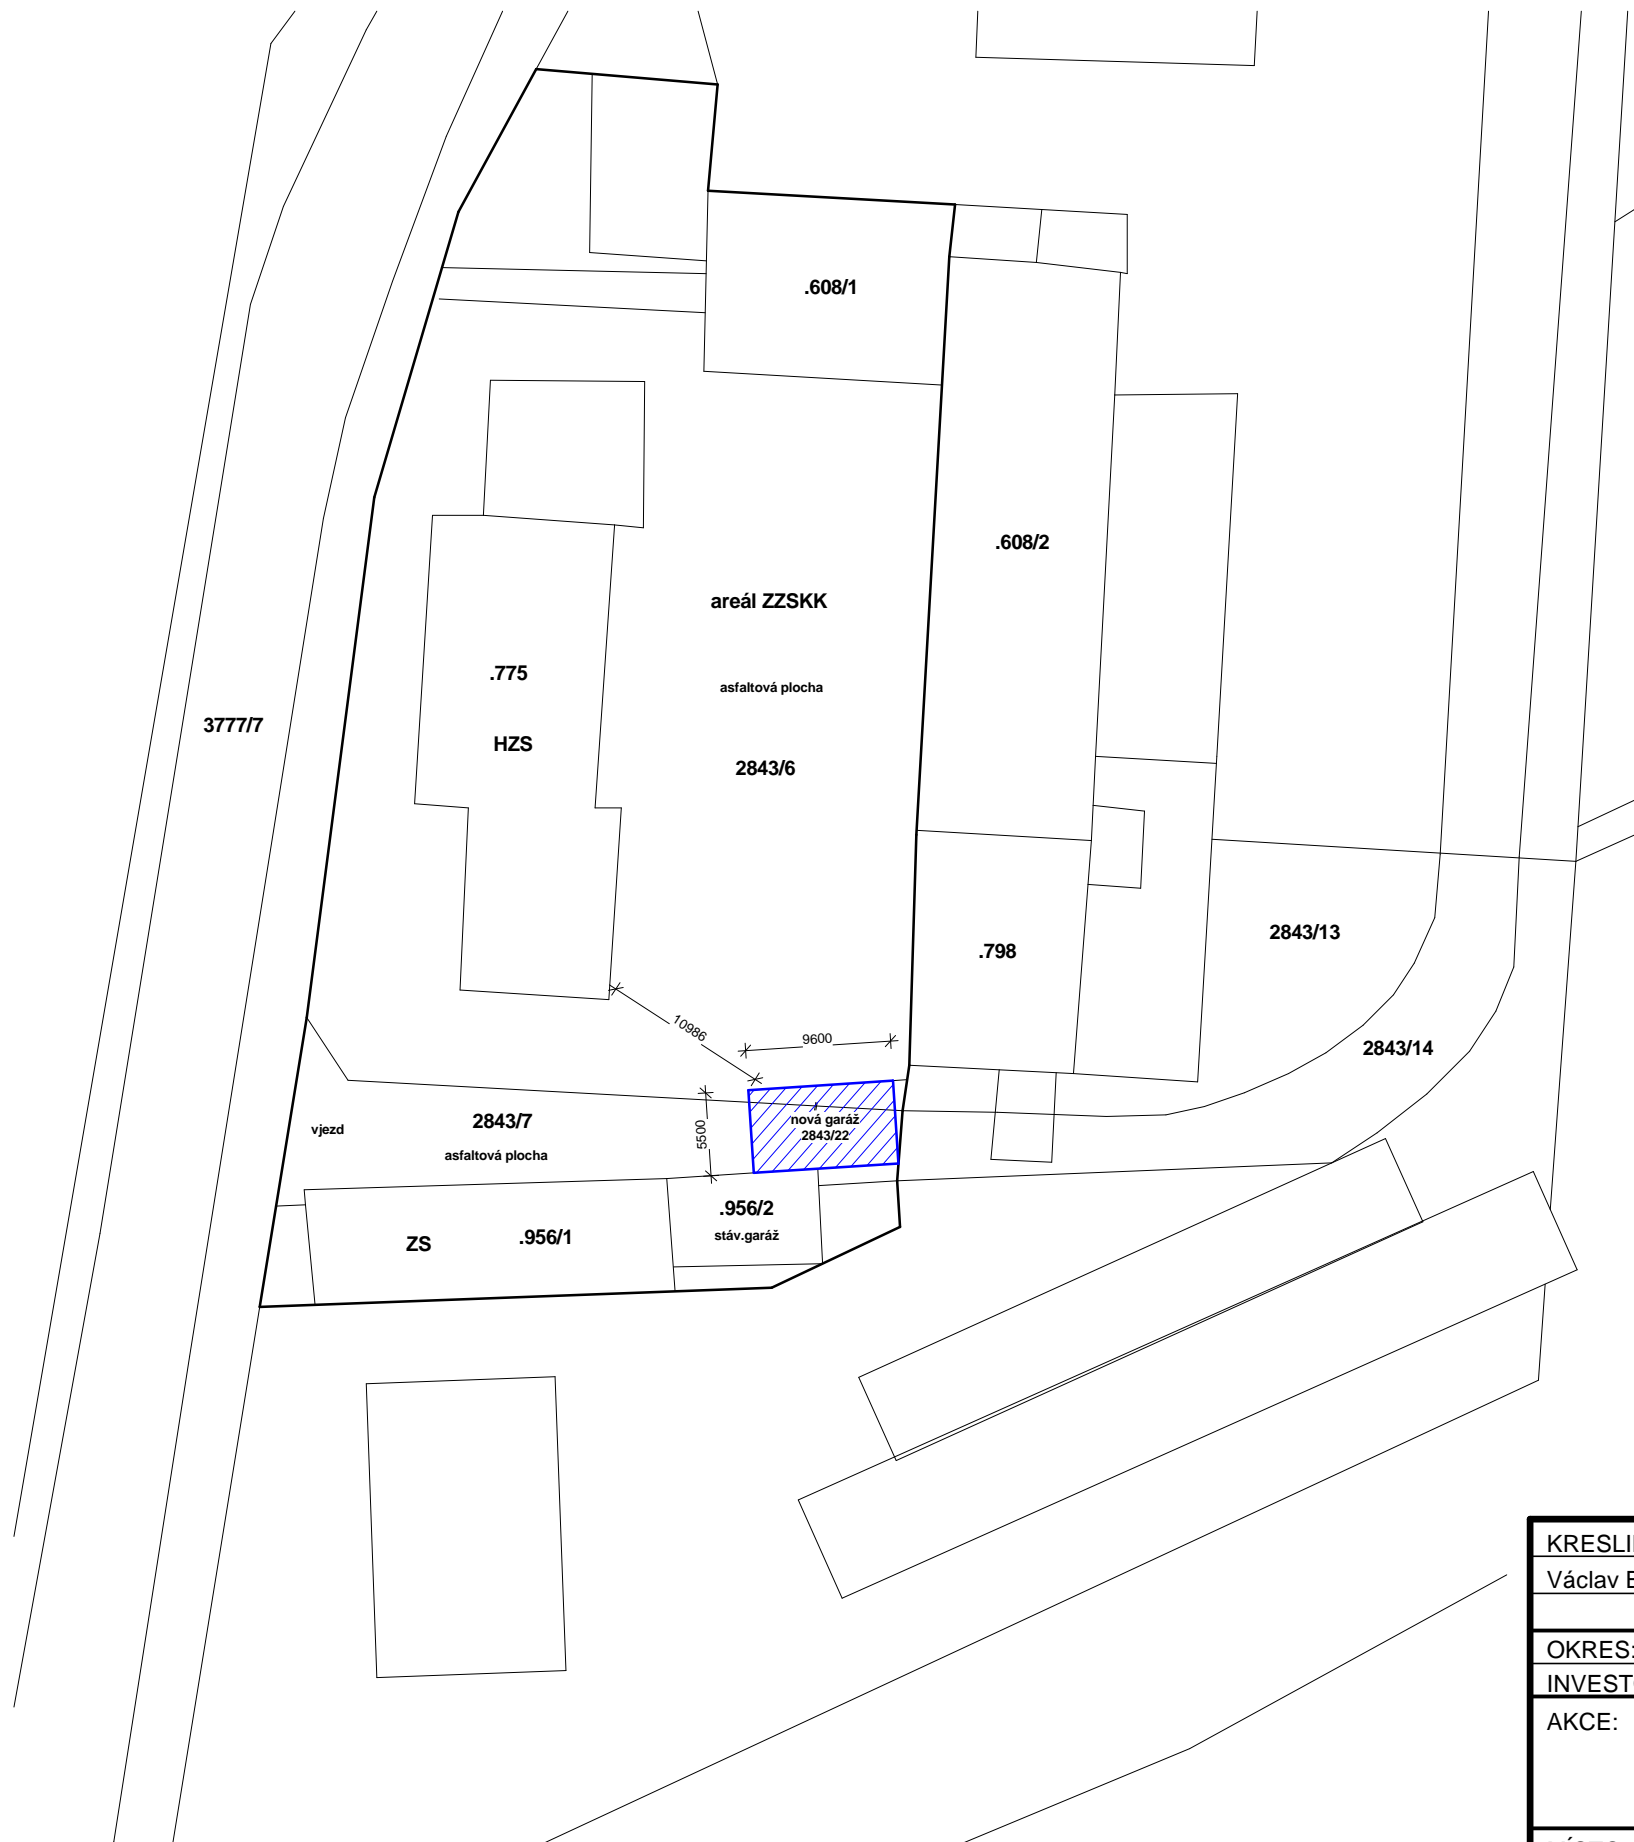 .608/1
.608/2
areál ZZSKK
.775
asfaltová plocha
3777/7
HZS
2843/6
2843/13
.798
10986
9600
2843/14
5500
nová garáž
2843/22
2843/7
vjezd
asfaltová plocha
.956/2
stáv.garáž
ZS
.956/1
Václav
OKRES:
AKCE: